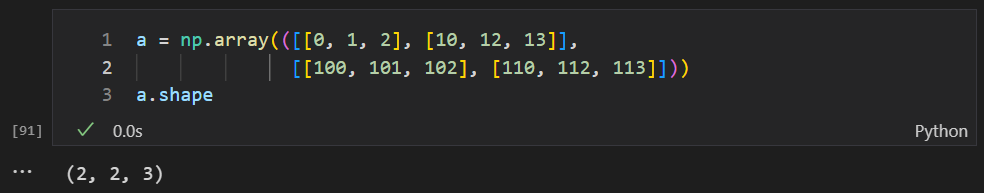 1 a = np.array(([[0, 1, 2], [10, 12, 13]],
2 [[100, 101, 102], [110, 112, 113]]))
3 a.shape
[91] ✓ 0.0s Python
... (2, 2, 3)